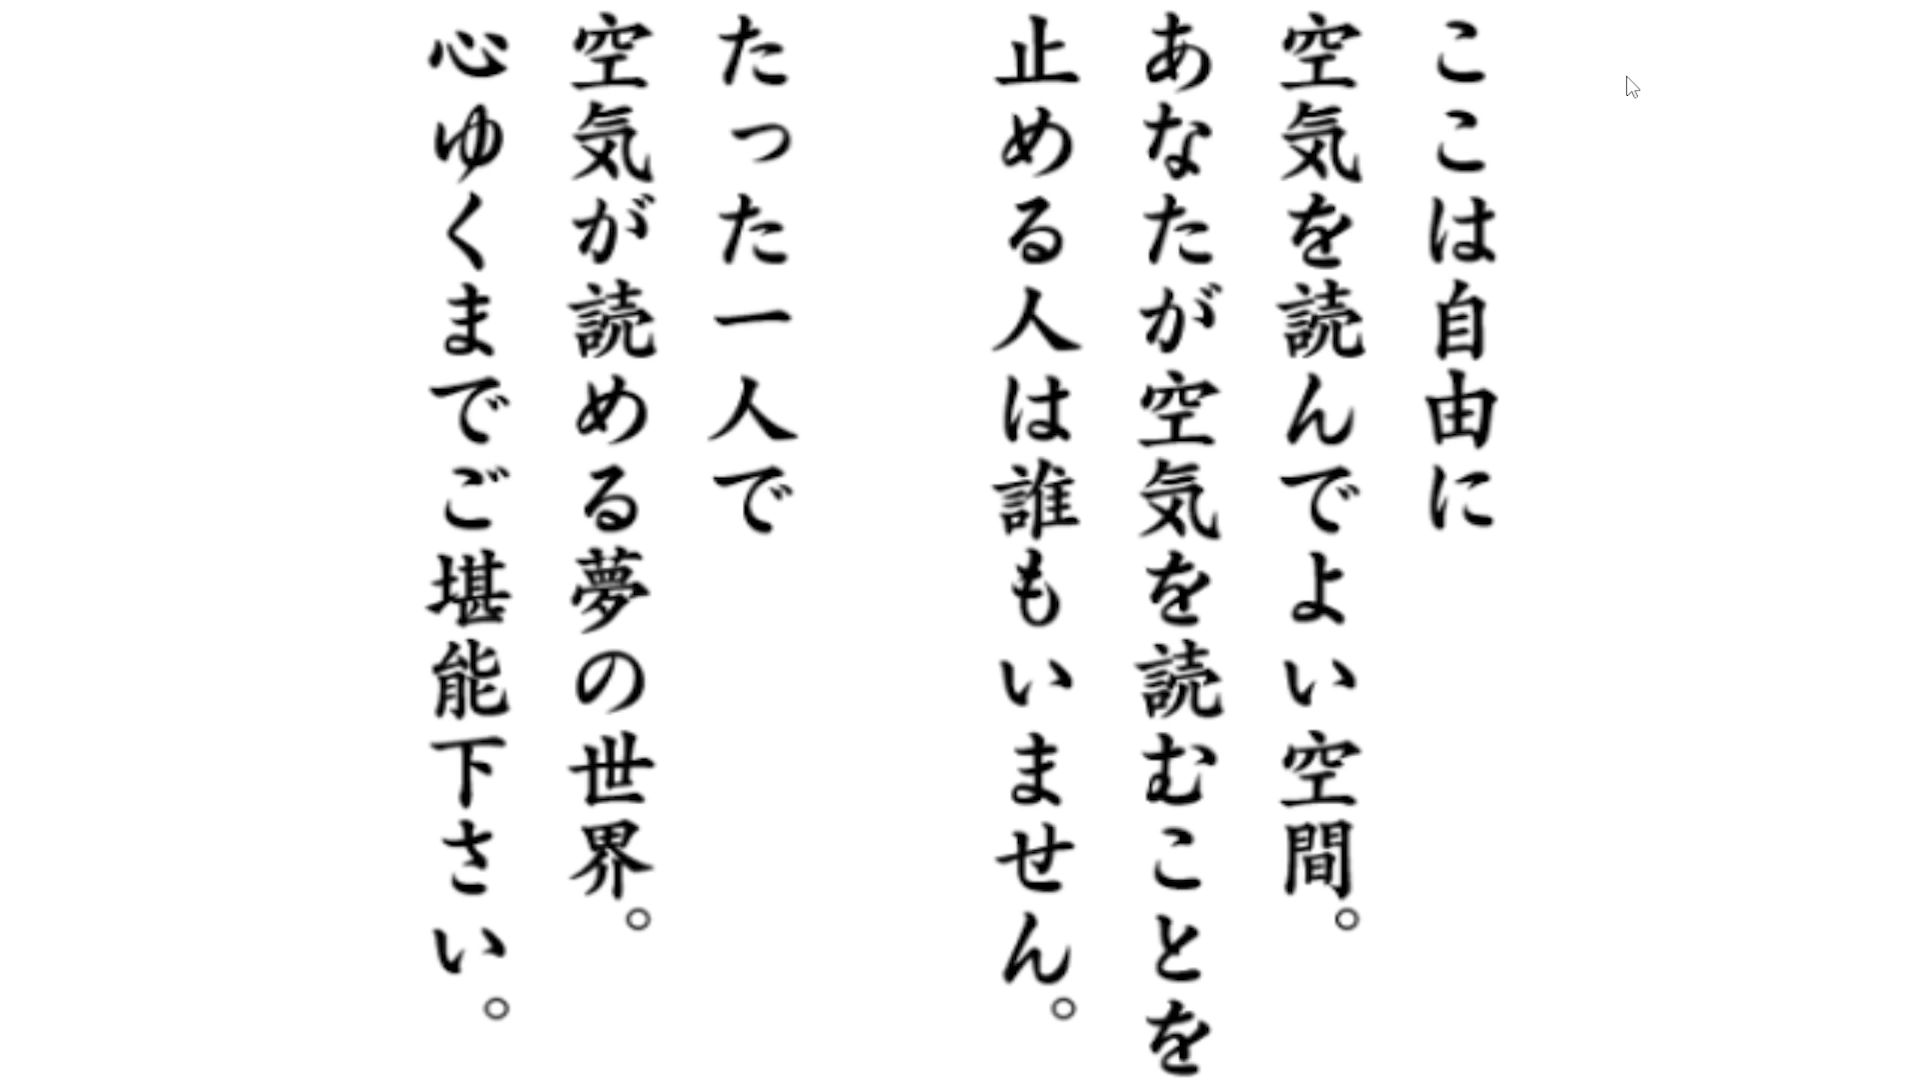 ここは自由に
空気を読んでよい空間。
あなたが空気を読むことを
止める人は誰もいません。
たった一人で
空気が読める夢の世界。
心ゆくまでご堪能下さい。